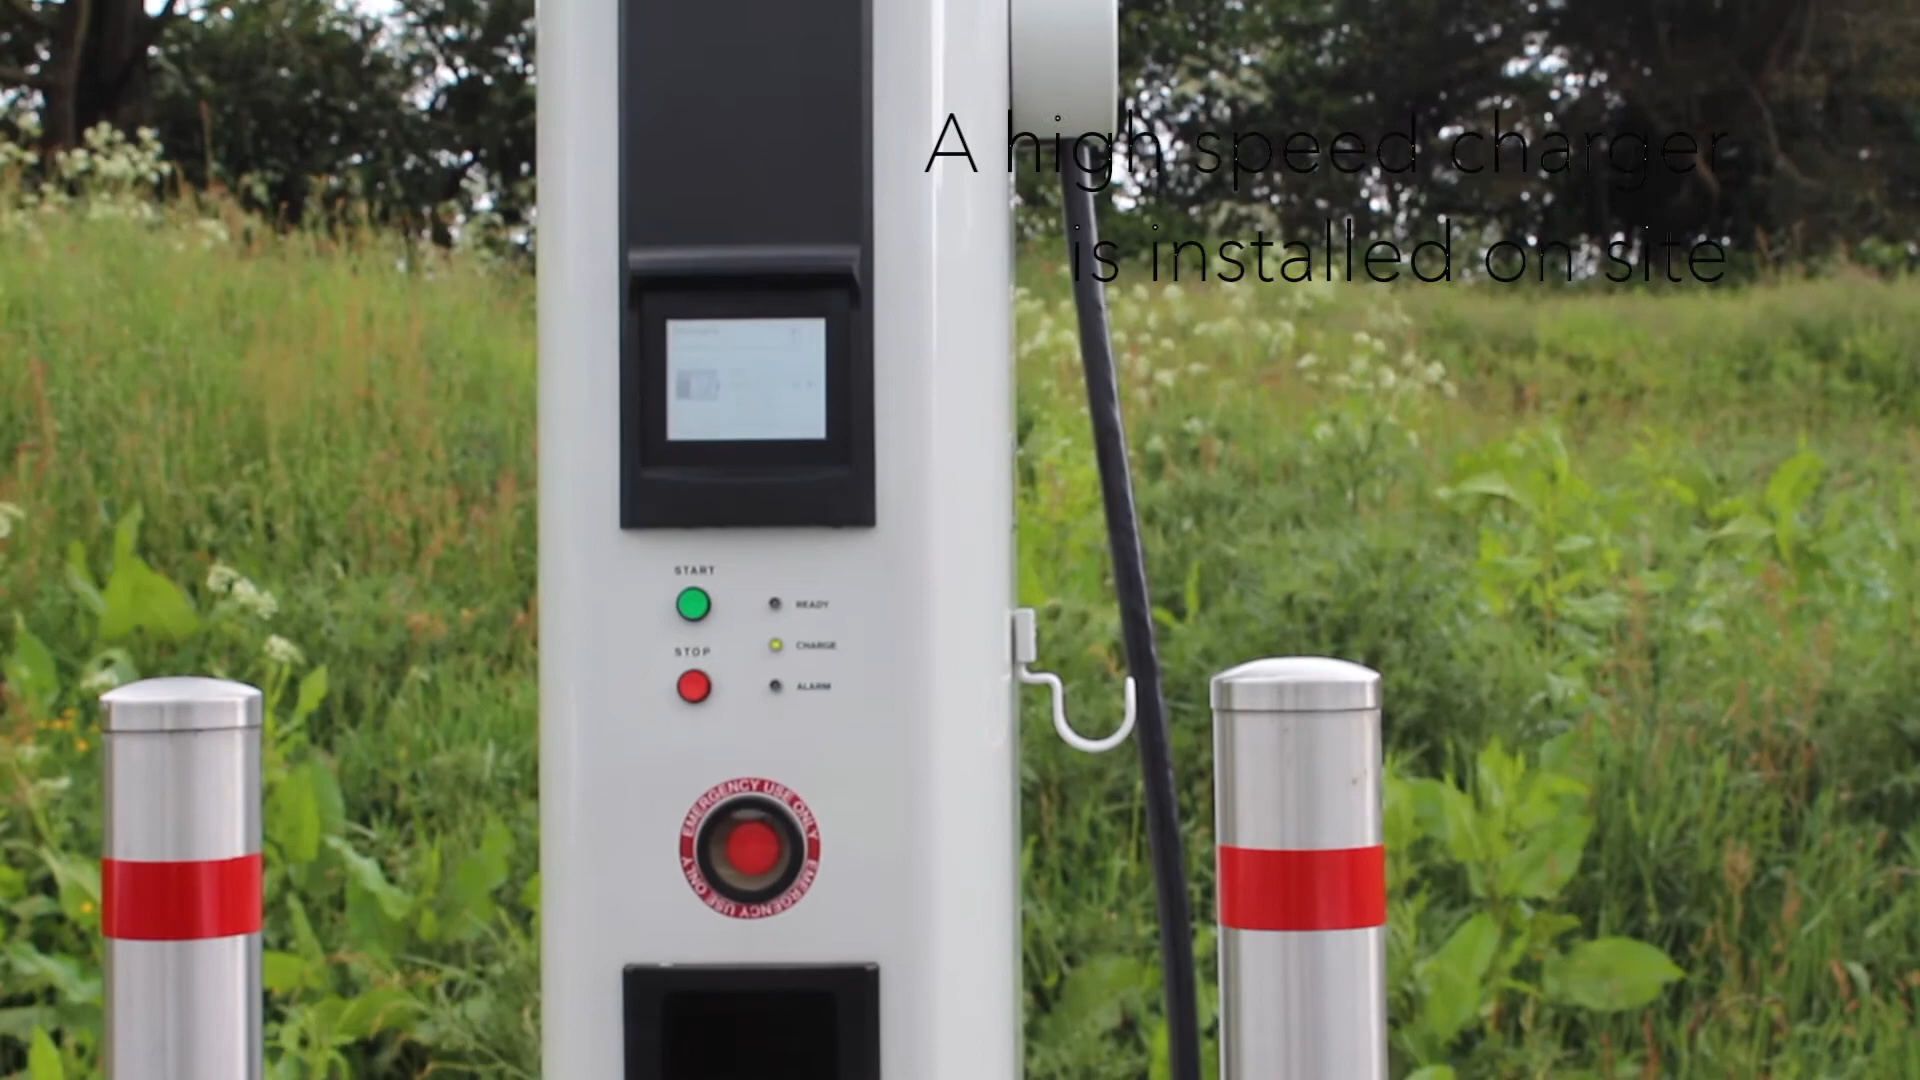 A high speed charger
is installed on site
START
READY
STOP
CHARGE
ALARM
EMERGENCY USE ONLY
EMERGENCY USE ONLY